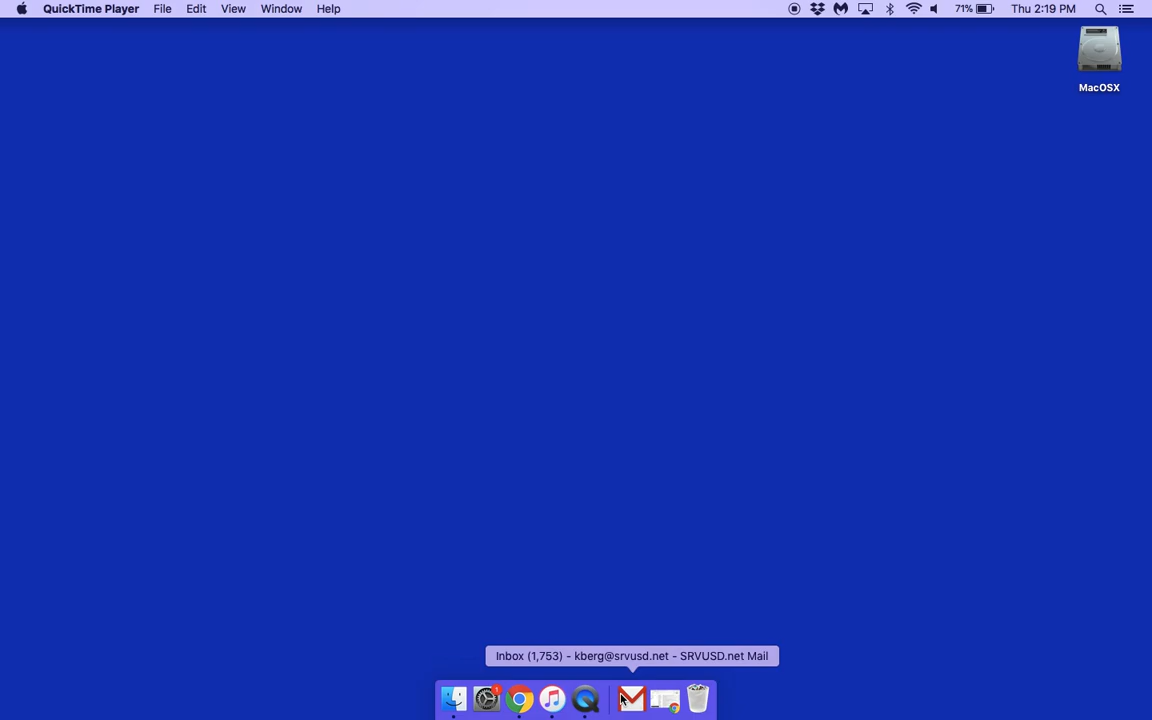 QuickTime Player File Edit View Window Help 71% Thu 2:19 PM
MacOSX
Inbox (1,753) - kberg@srvusd.net - SRVUSD.net Mail
1